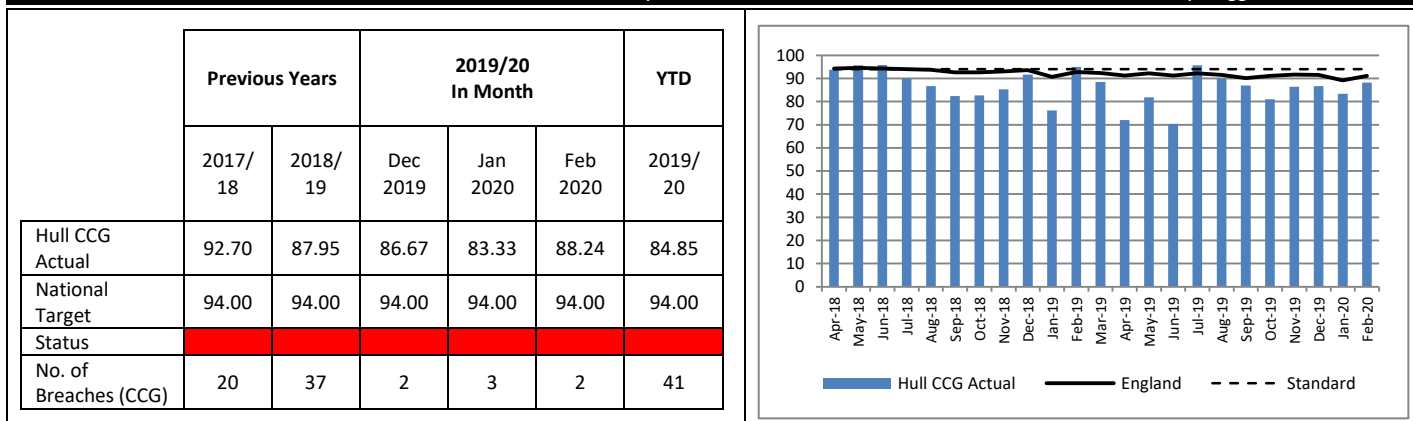 Previous Years
2019/20
In Month
YTD
2017/
18
2018/
19
Dec
2019
Jan
2020
Feb
2020
2019/
20
Hull CCG
Actual
92.70
87.95
86.67
83.33
88.24
84.85
National
Target
94.00
94.00
94.00
94.00
94.00
94.00
Status
No. of
Breaches (CCG)
20
37
2
3
2
41
100
90
80
70
60
50
40
30
20
10
0
Apr-18
May-18
Jun-18
Jul-18
Aug-18
Sep-18
Oct-18
Nov-18
Dec-18
Jan-19
Feb-19
Mar-19
Apr-19
May-19
Jun-19
Jul-19
Aug-19
Sep-19
Oct-19
Nov-19
Dec-19
Jan-20
Feb-20
Hull CCG Actual
England
Standard